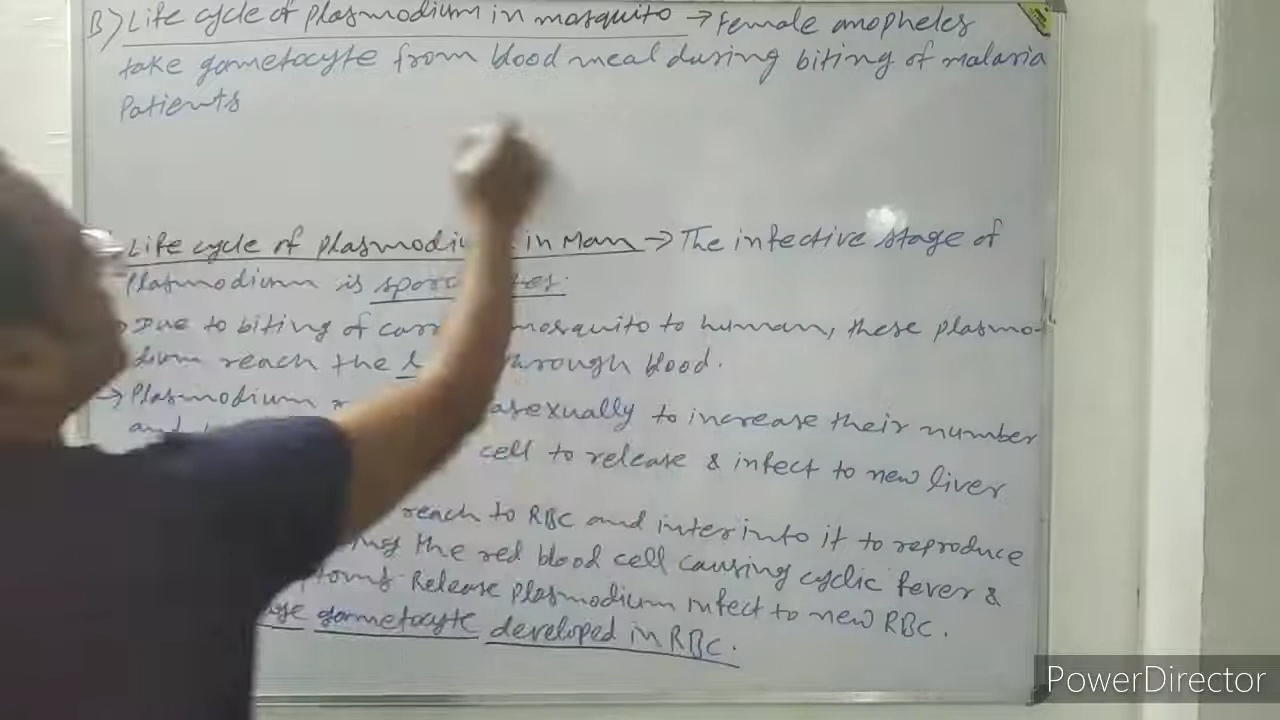 B) Life cycle of plasmodium in mosquito → Female anopheles
take gametocyte from blood meal during biting of malaria
Patients
Life cycle of plasmodiu in Man → The infective stage of
Plasmodium is
→ Due to biting of mosquito to human, these plasmo-
dium reach the through blood.
→ Plasmodium asexually to increase their number
and cell to release & infect to new liver
reach to RBC and inter into it to reproduce
the red blood cell causing cyclic fever &
Release plasmodium infect to new RBC.
gametocyte developed in RBC.
PowerDirector